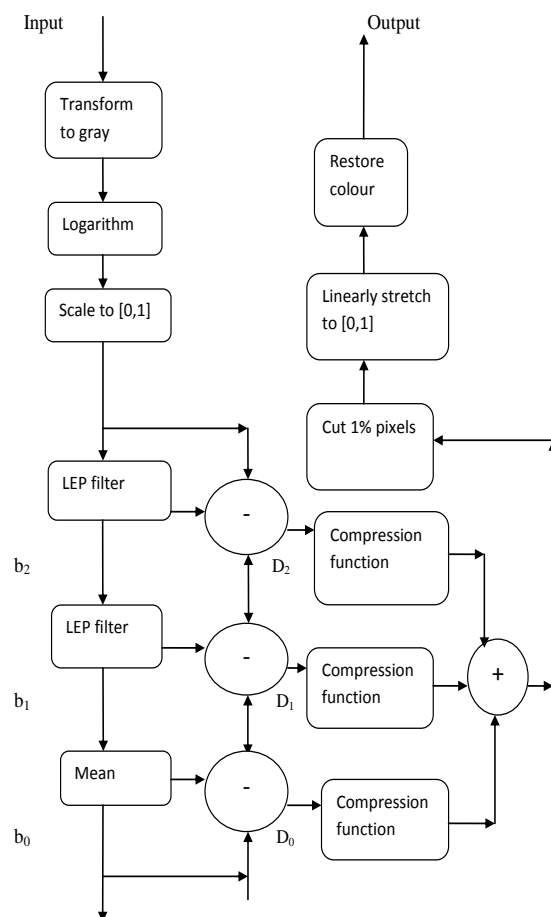 Input
Output
Transform
to gray
Restore
colour
Logarithm
Linearly stretch
to [0,1]
Scale to [0,1]
Cut 1% pixels
LEP filter
-
Compression
function
b2
D2
LEP filter
-
Compression
function
+
b1
D1
Mean
-
Compression
function
b0
D0